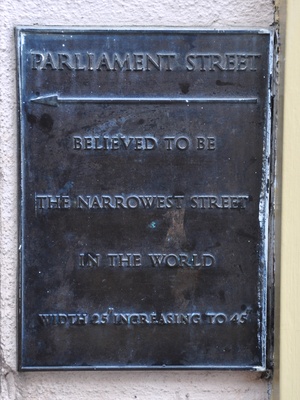 PARLIAMENT STREET
BELIEVED TO BE
THE NARROWEST STREET
IN THE WORLD
WIDTH 25" INCREASING TO 45"